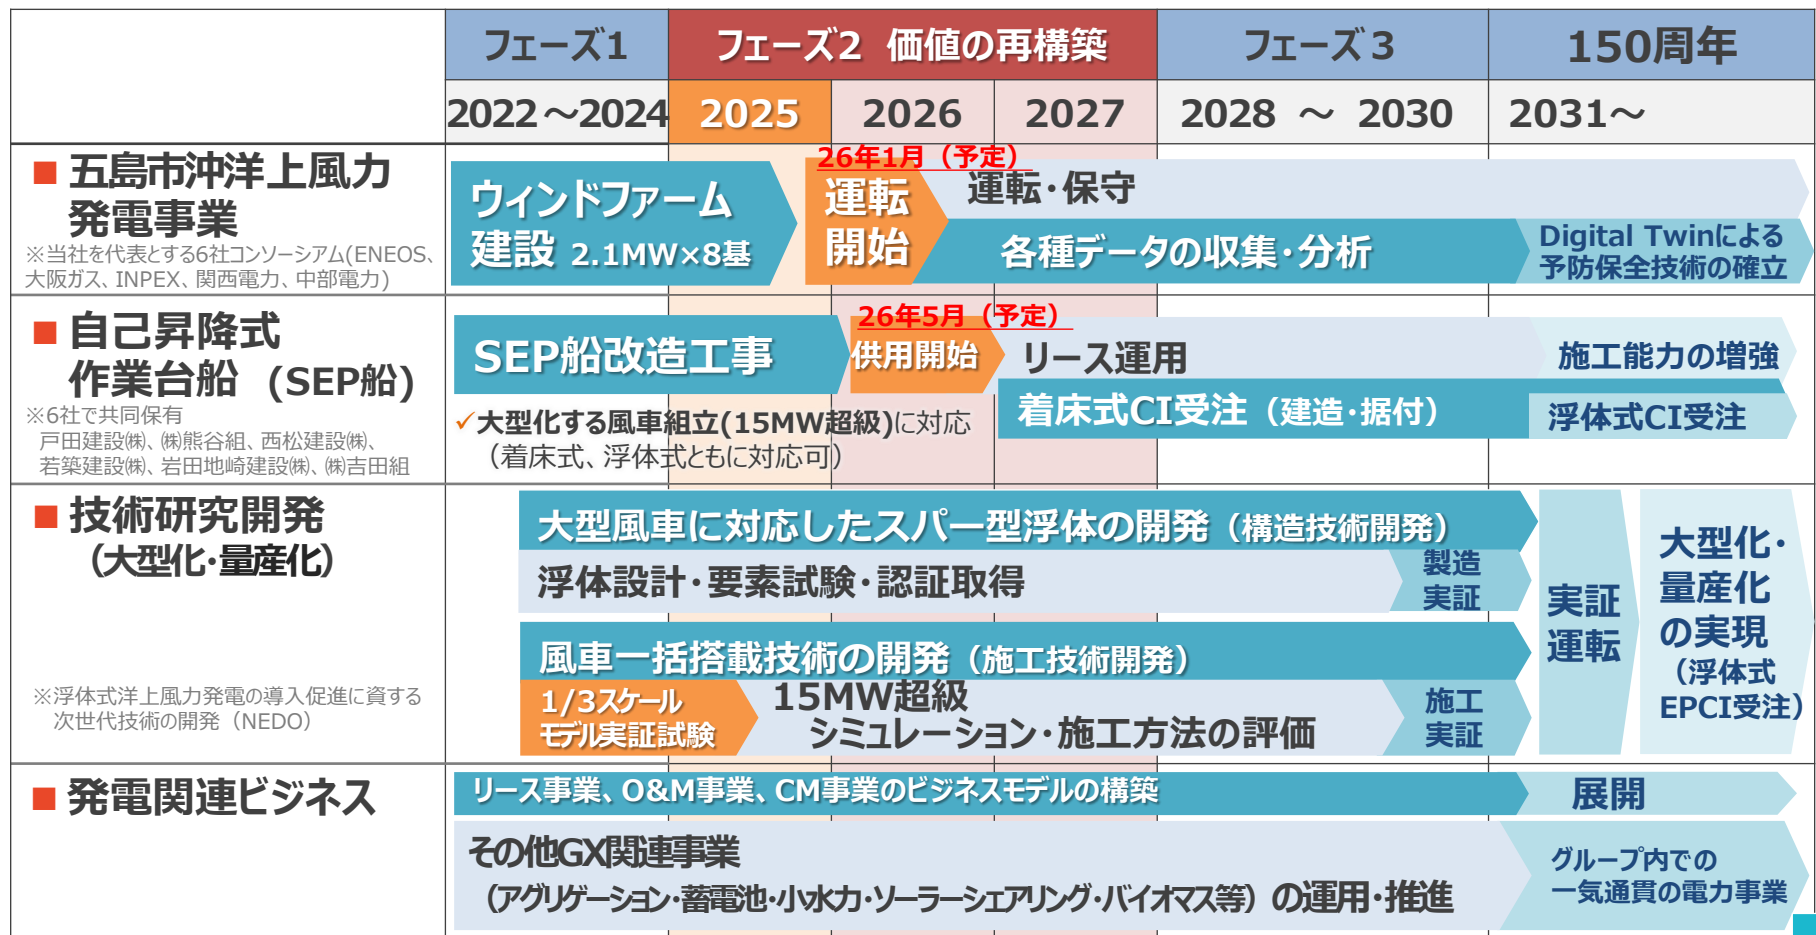 フェーズ1
フェーズ2 価値の再構築
フェーズ3
150周年
2022～2024
2025
2026
2027
2028 ～ 2030
2031～
■ 五島市沖洋上風力
発電事業
※当社を代表とする6社コンソーシアム(ENEOS、
大阪ガス、INPEX、関西電力、中部電力)
ウィンドファーム
建設 2.1MW×8基
26年1月（予定）
運転
開始
運転・保守
各種データの収集・分析
Digital Twinによる
予防保全技術の確立
■ 自己昇降式
作業台船 (SEP船)
※6社で共同保有
戸田建設㈱、㈱熊谷組、西松建設㈱、
若築建設㈱、岩田地崎建設㈱、㈱吉田組
SEP船改造工事
26年5月（予定）
供用開始
リース運用
施工能力の増強
✓大型化する風車組立(15MW超級)に対応
（着床式、浮体式ともに対応可）
着床式CI受注（建造・据付）
浮体式CI受注
■ 技術研究開発
（大型化・量産化）
※浮体式洋上風力発電の導入促進に資する
次世代技術の開発（NEDO）
大型風車に対応したスパー型浮体の開発（構造技術開発）
浮体設計・要素試験・認証取得
製造
実証
風車一括搭載技術の開発（施工技術開発）
1/3スケール
モデル実証試験
15MW超級
シミュレーション・施工方法の評価
施工
実証
実証
運転
大型化・
量産化
の実現
（浮体式
EPCI受注）
■ 発電関連ビジネス
リース事業、O&M事業、CM事業のビジネスモデルの構築
展開
その他GX関連事業
（アグリゲーション・蓄電池・小水力・ソーラーシェアリング・バイオマス等）の運用・推進
グループ内での
一気通貫の電力事業